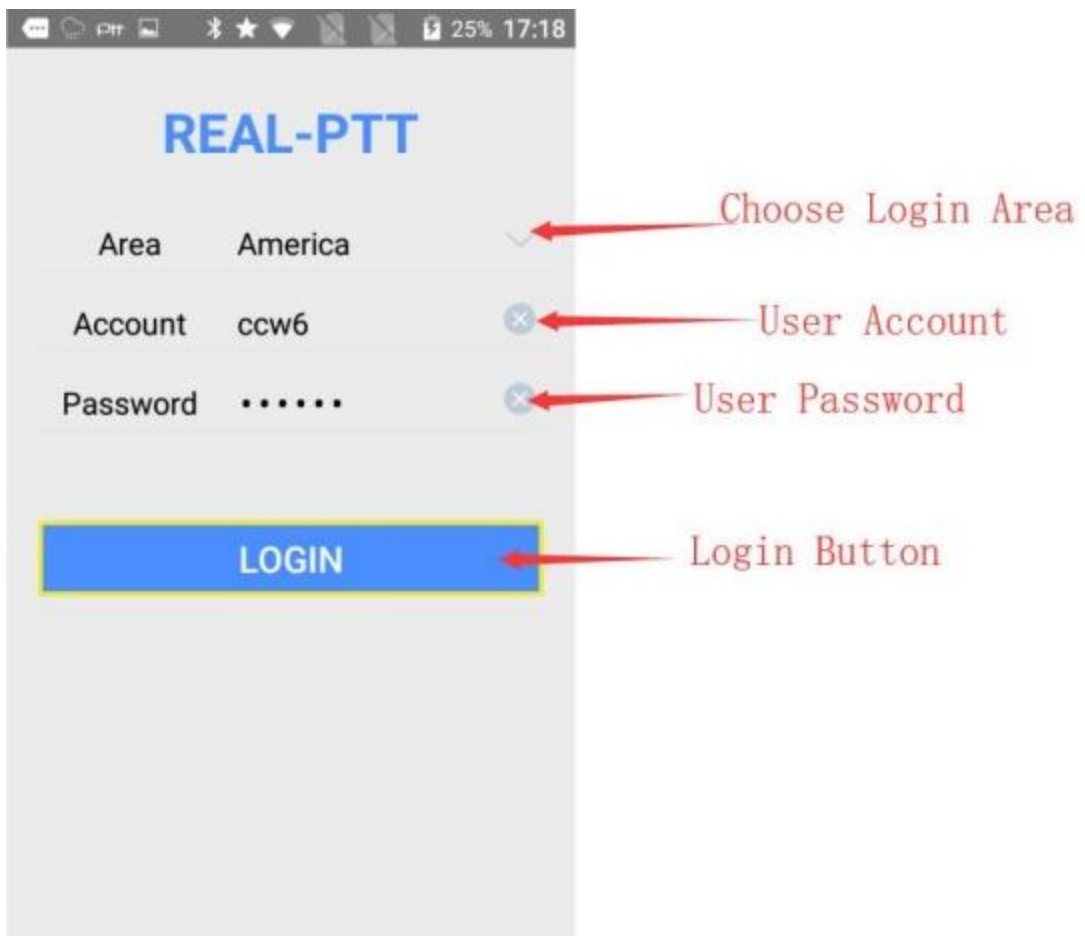 Ptt 25% 17:18
REAL-PTT
Area America Choose Login Area
Account ccw6 User Account
Password •••••• User Password
LOGIN Login Button